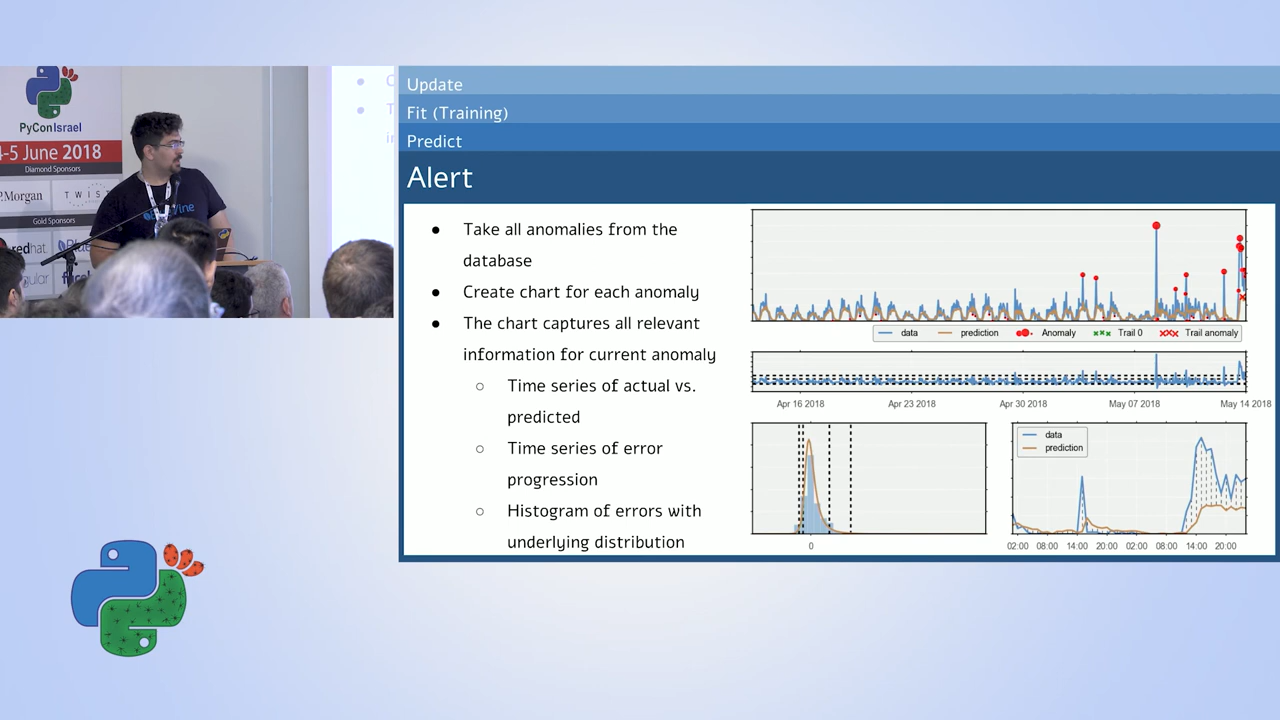 PyConIsrael
4-5 June 2018
Diamond Sponsors
P.Morgan
TWIST
Gold Sponsors
redhat
Update
Fit (Training)
Predict
Alert
● Take all anomalies from the
database
● Create chart for each anomaly
● The chart captures all relevant
information for current anomaly
○ Time series of actual vs.
predicted
○ Time series of error
progression
○ Histogram of errors with
underlying distribution
data
prediction
Anomaly
Trail 0
Trail anomaly
Apr 16 2018
Apr 23 2018
Apr 30 2018
May 07 2018
May 14 2018
0
data
prediction
02:00 08:00 14:00 20:00 02:00 08:00 14:00 20:00